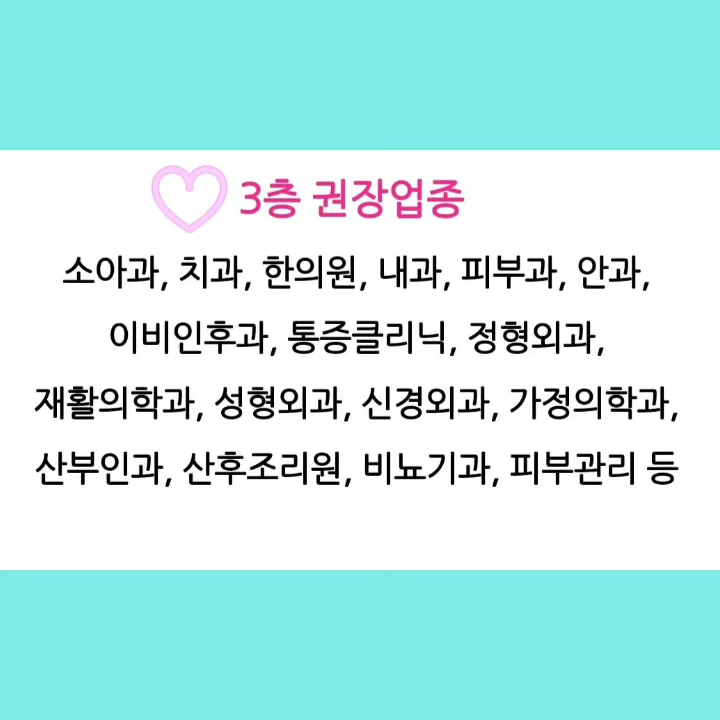 3층 권장업종
소아과, 치과, 한의원, 내과, 피부과, 안과,
이비인후과, 통증클리닉, 정형외과,
재활의학과, 성형외과, 신경외과, 가정의학과,
산부인과, 산후조리원, 비뇨기과, 피부관리 등